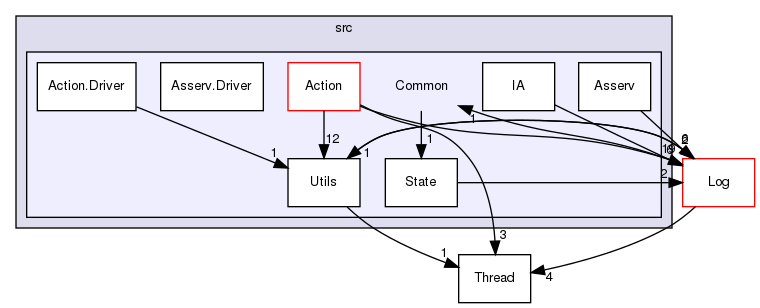 src
Action.Driver
Asserv.Driver
Action
Common
IA
Asserv
1
12
1
1
1
Utils
State
2
Log
1
3
4
Thread